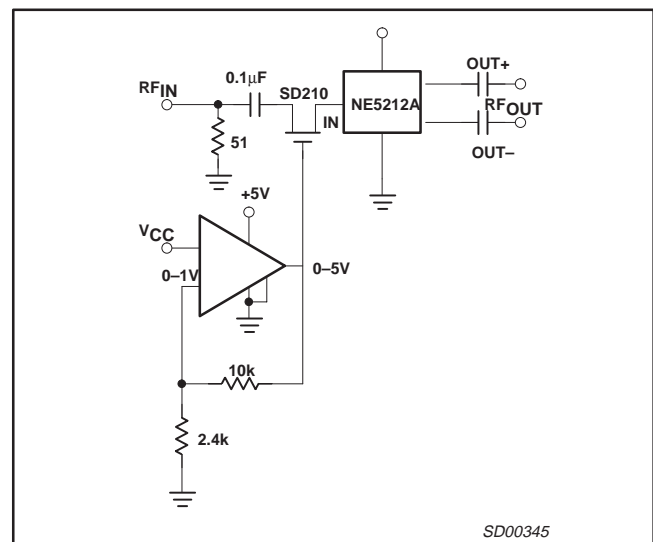 OUT+
0.1µF
SD210
RFIN
NE5212A
RFOUT
IN
51
OUT–
+5V
VCC
0–1V
0–5V
10k
2.4k
SD00345